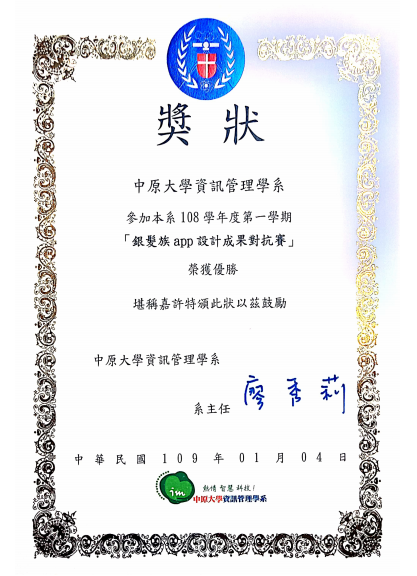 獎狀
中原大學資訊管理學系
參加本系 108 學年度第一學期
「銀髮族 app 設計成果對抗賽」
榮獲優勝
堪稱嘉許特頒此狀以茲鼓勵
中原大學資訊管理學系
系主任 廖秀莉
中華民國 109 年 01 月 04 日
im
熱情 智慧 科技！
中原大學資訊管理學系